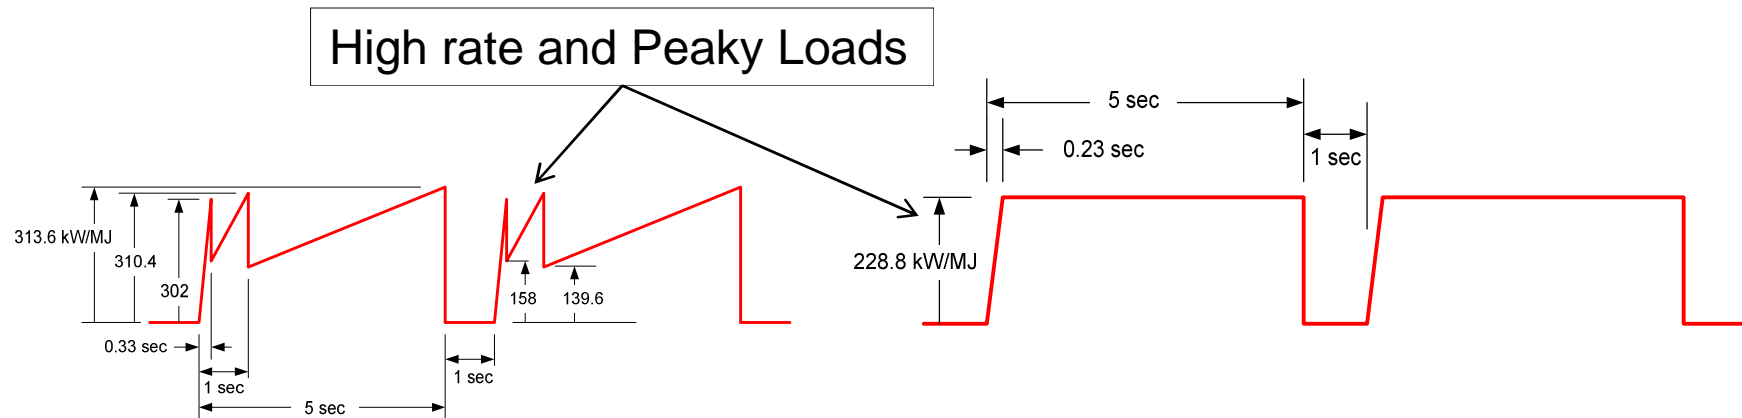 High rate and Peaky Loads
5 sec
0.23 sec
1 sec
313.6 kW/MJ
310.4
302
158
139.6
228.8 kW/MJ
0.33 sec
1 sec
1 sec
5 sec